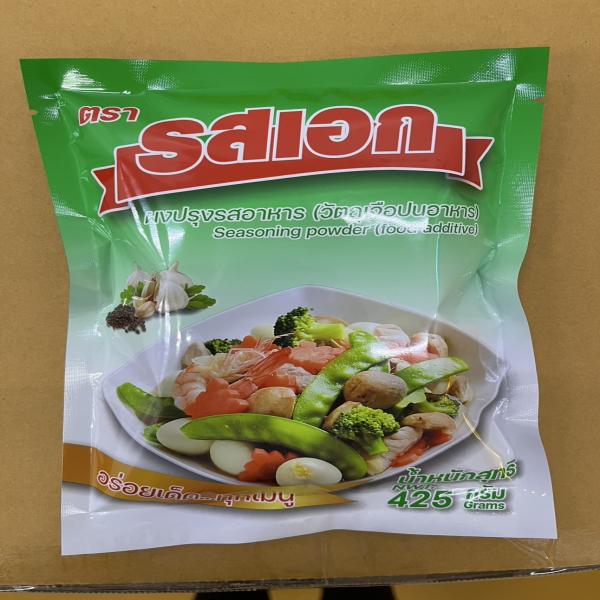 ตรา
รสเอก
ผงปรุงรสอาหาร (วัตถุเจือปนอาหาร)
Seasoning powder (food additive)
อร่อยเด็ด...ทุกเมนู
น้ำหนักสุทธิ
N.W.T.
425 กรัม
Grams